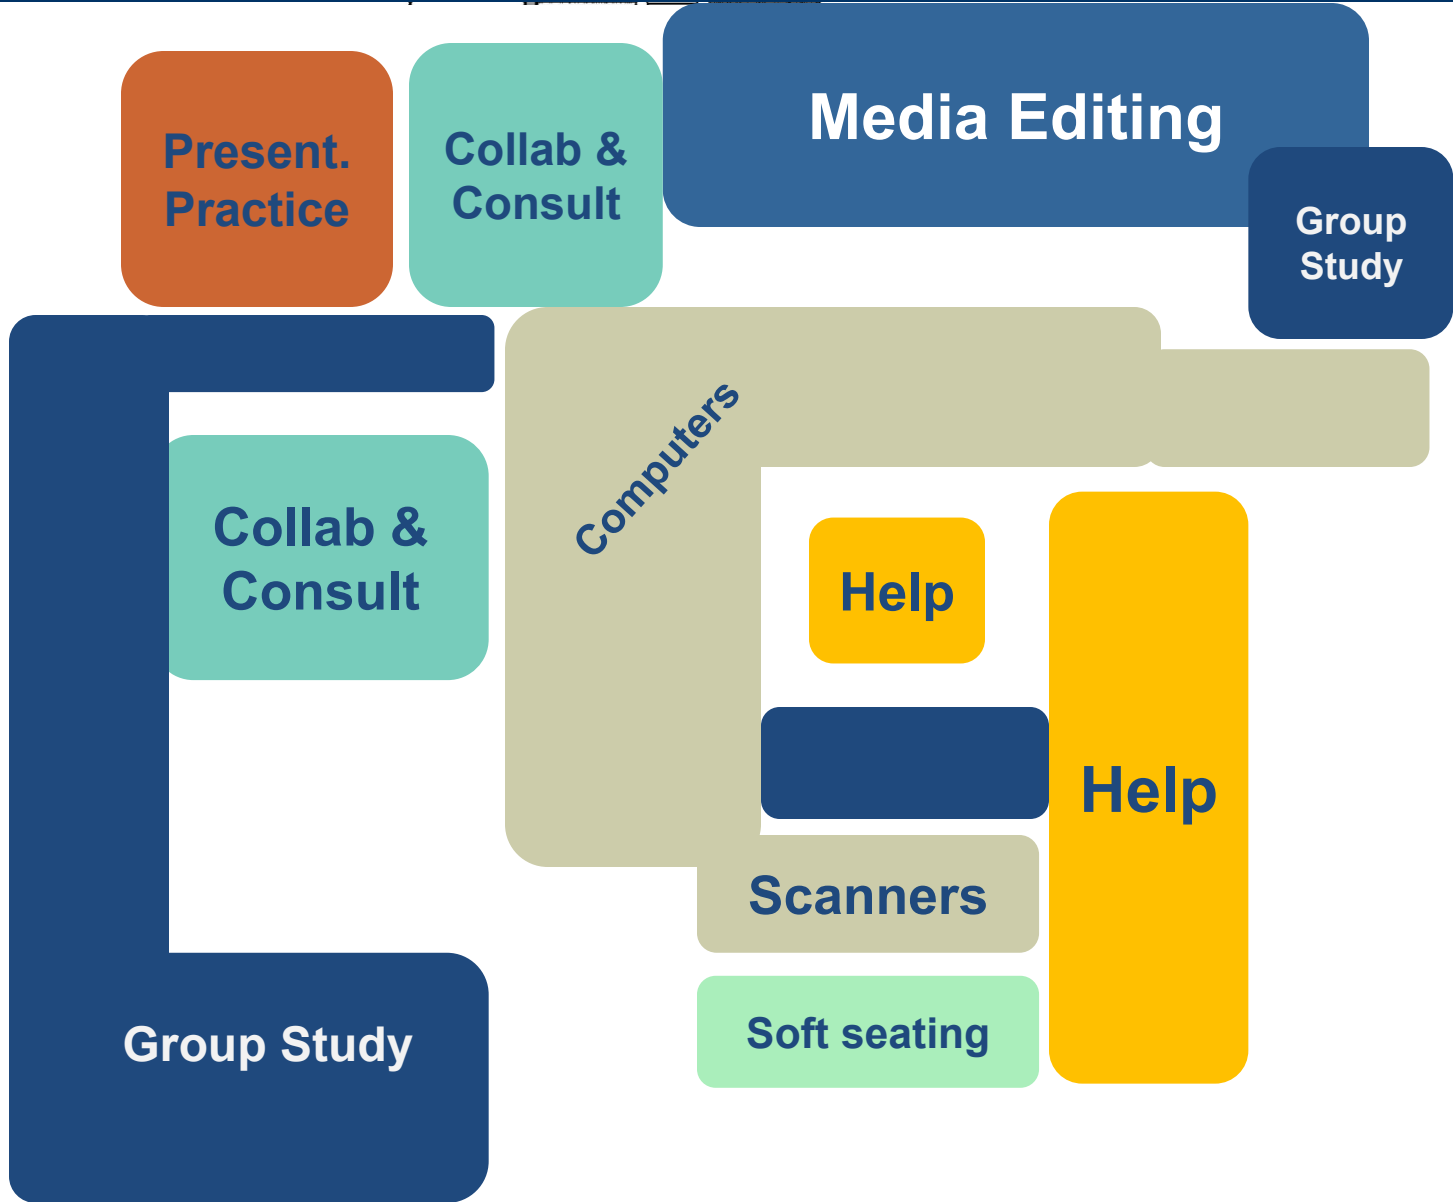 Present.
Practice
Collab &
Consult
Media Editing
Group
Study
Computers
Collab &
Consult
Help
Help
Scanners
Soft seating
Group Study